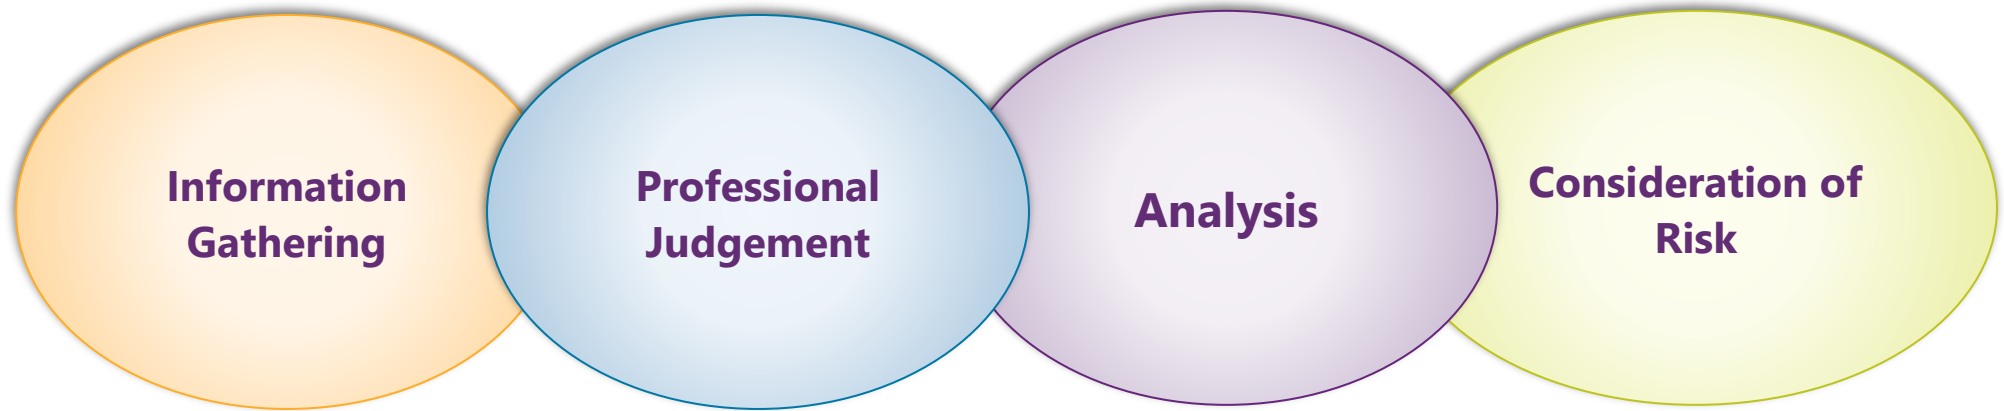 Information
Gathering
Professional
Judgement
Analysis
Consideration of
Risk